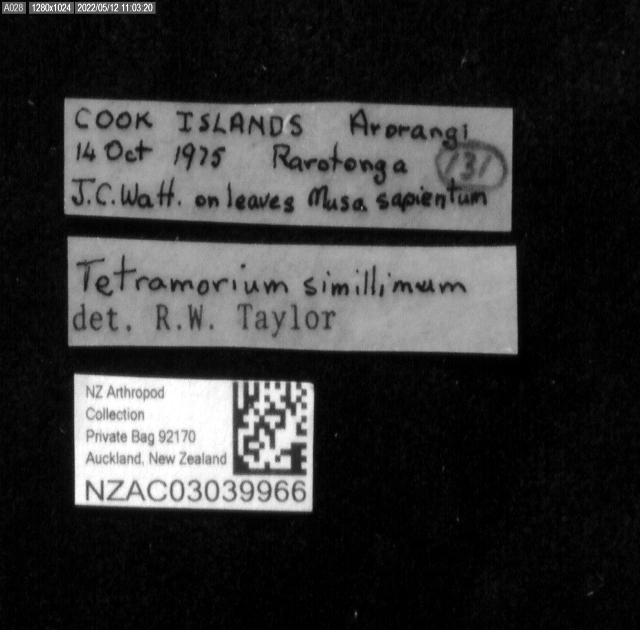 A028 1280x1024 2022/05/12 11:03:20
COOK ISLANDS Arorangi
14 Oct 1975 Rarotonga 131
J.C.Watt. on leaves Musa sapientum
Tetramorium simillimum
det. R.W. Taylor
NZ Arthropod
Collection
Private Bag 92170
Auckland, New Zealand
NZAC03039966